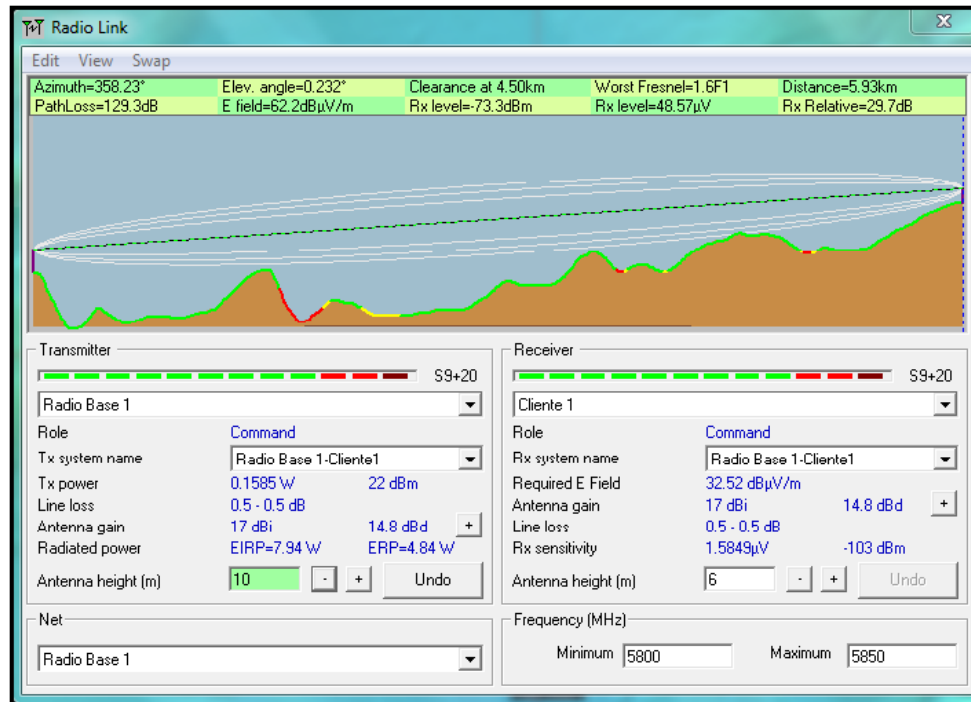 Radio Link
Edit View Swap
Azimuth=358.23° Elev. angle=0.232° Clearance at 4.50km Worst Fresnel=1.6F1 Distance=5.93km
PathLoss=129.3dB E field=62.2dBµV/m Rx level=-73.3dBm Rx level=48.57µV Rx Relative=29.7dB
Transmitter
S9+20
Radio Base 1
Role Command
Tx system name Radio Base 1-Cliente1
Tx power 0.1585 W 22 dBm
Line loss 0.5 - 0.5 dB
Antenna gain 17 dBi 14.8 dBd +
Radiated power EIRP=7.94 W ERP=4.84 W
Antenna height (m) 10 - + Undo
Net
Radio Base 1
Receiver
S9+20
Cliente 1
Role Command
Rx system name Radio Base 1-Cliente1
Required E Field 32.52 dBµV/m
Antenna gain 17 dBi 14.8 dBd +
Line loss 0.5 - 0.5 dB
Rx sensitivity 1.5849µV -103 dBm
Antenna height (m) 6 - + Undo
Frequency (MHz)
Minimum 5800 Maximum 5850